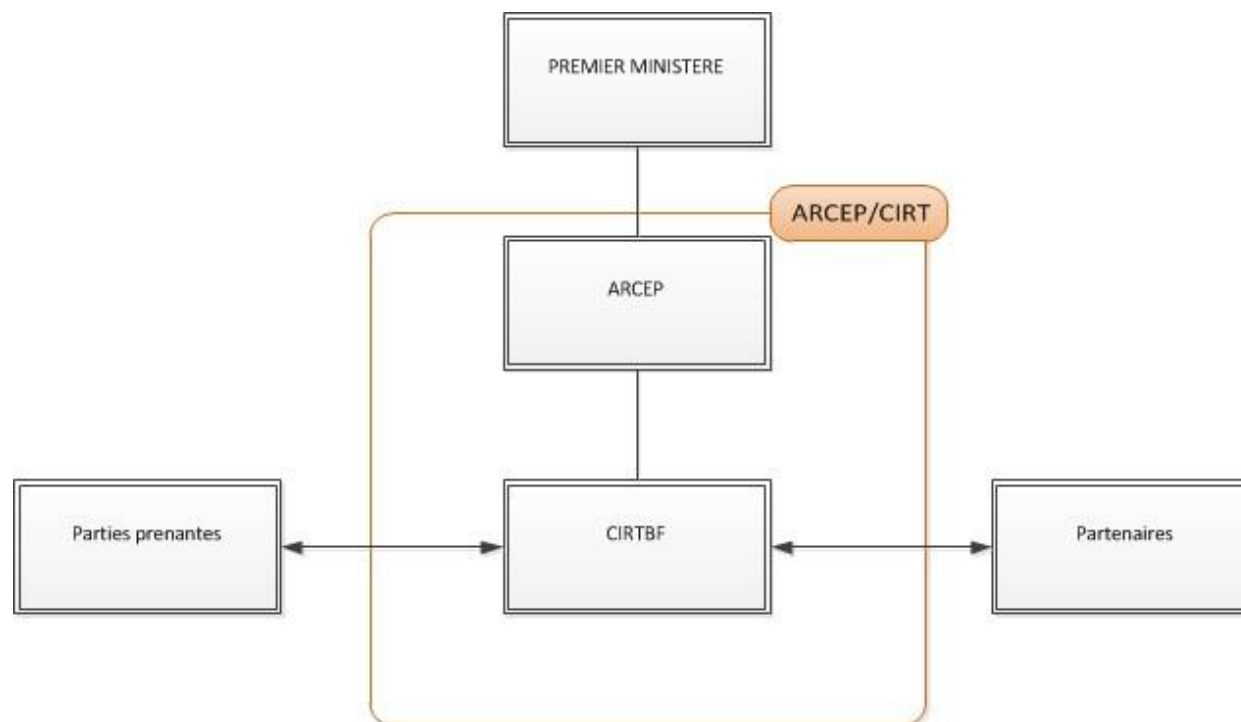 PREMIER MINISTERE
ARCEP/CIRT
ARCEP
Parties prenantes
CIRTBF
Partenaires